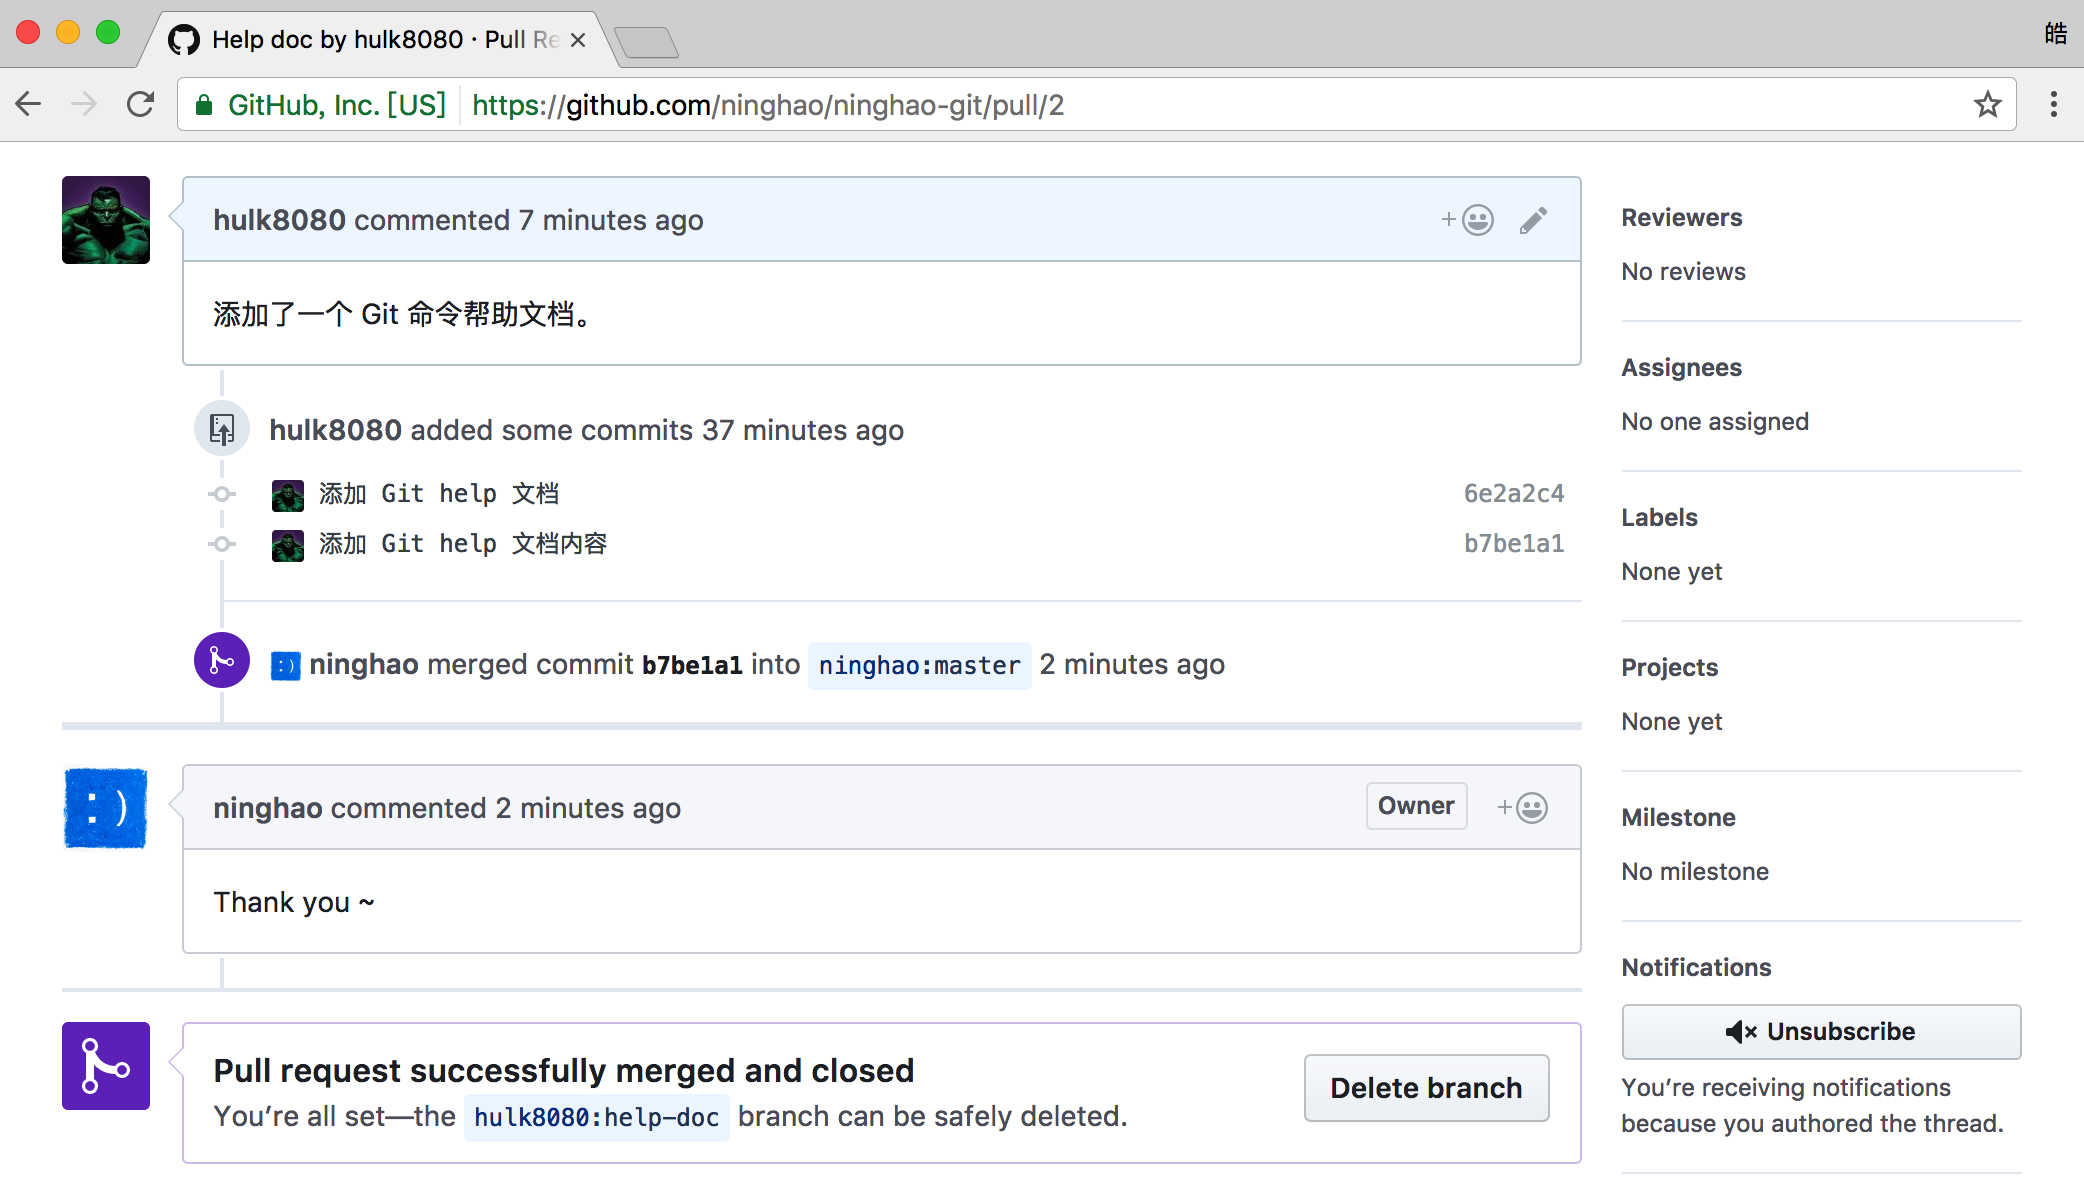 Help doc by hulk8080 · Pull Re
皓
GitHub, Inc. [US] https://github.com/ninghao/ninghao-git/pull/2
hulk8080 commented 7 minutes ago
添加了一个 Git 命令帮助文档。
hulk8080 added some commits 37 minutes ago
添加 Git help 文档 6e2a2c4
添加 Git help 文档内容 b7be1a1
:) ninghao merged commit b7be1a1 into ninghao:master 2 minutes ago
:)
ninghao commented 2 minutes ago Owner
Thank you ~
Pull request successfully merged and closed
You’re all set—the hulk8080:help-doc branch can be safely deleted.
Delete branch
Reviewers
No reviews
Assignees
No one assigned
Labels
None yet
Projects
None yet
Milestone
No milestone
Notifications
Unsubscribe
You’re receiving notifications
because you authored the thread.